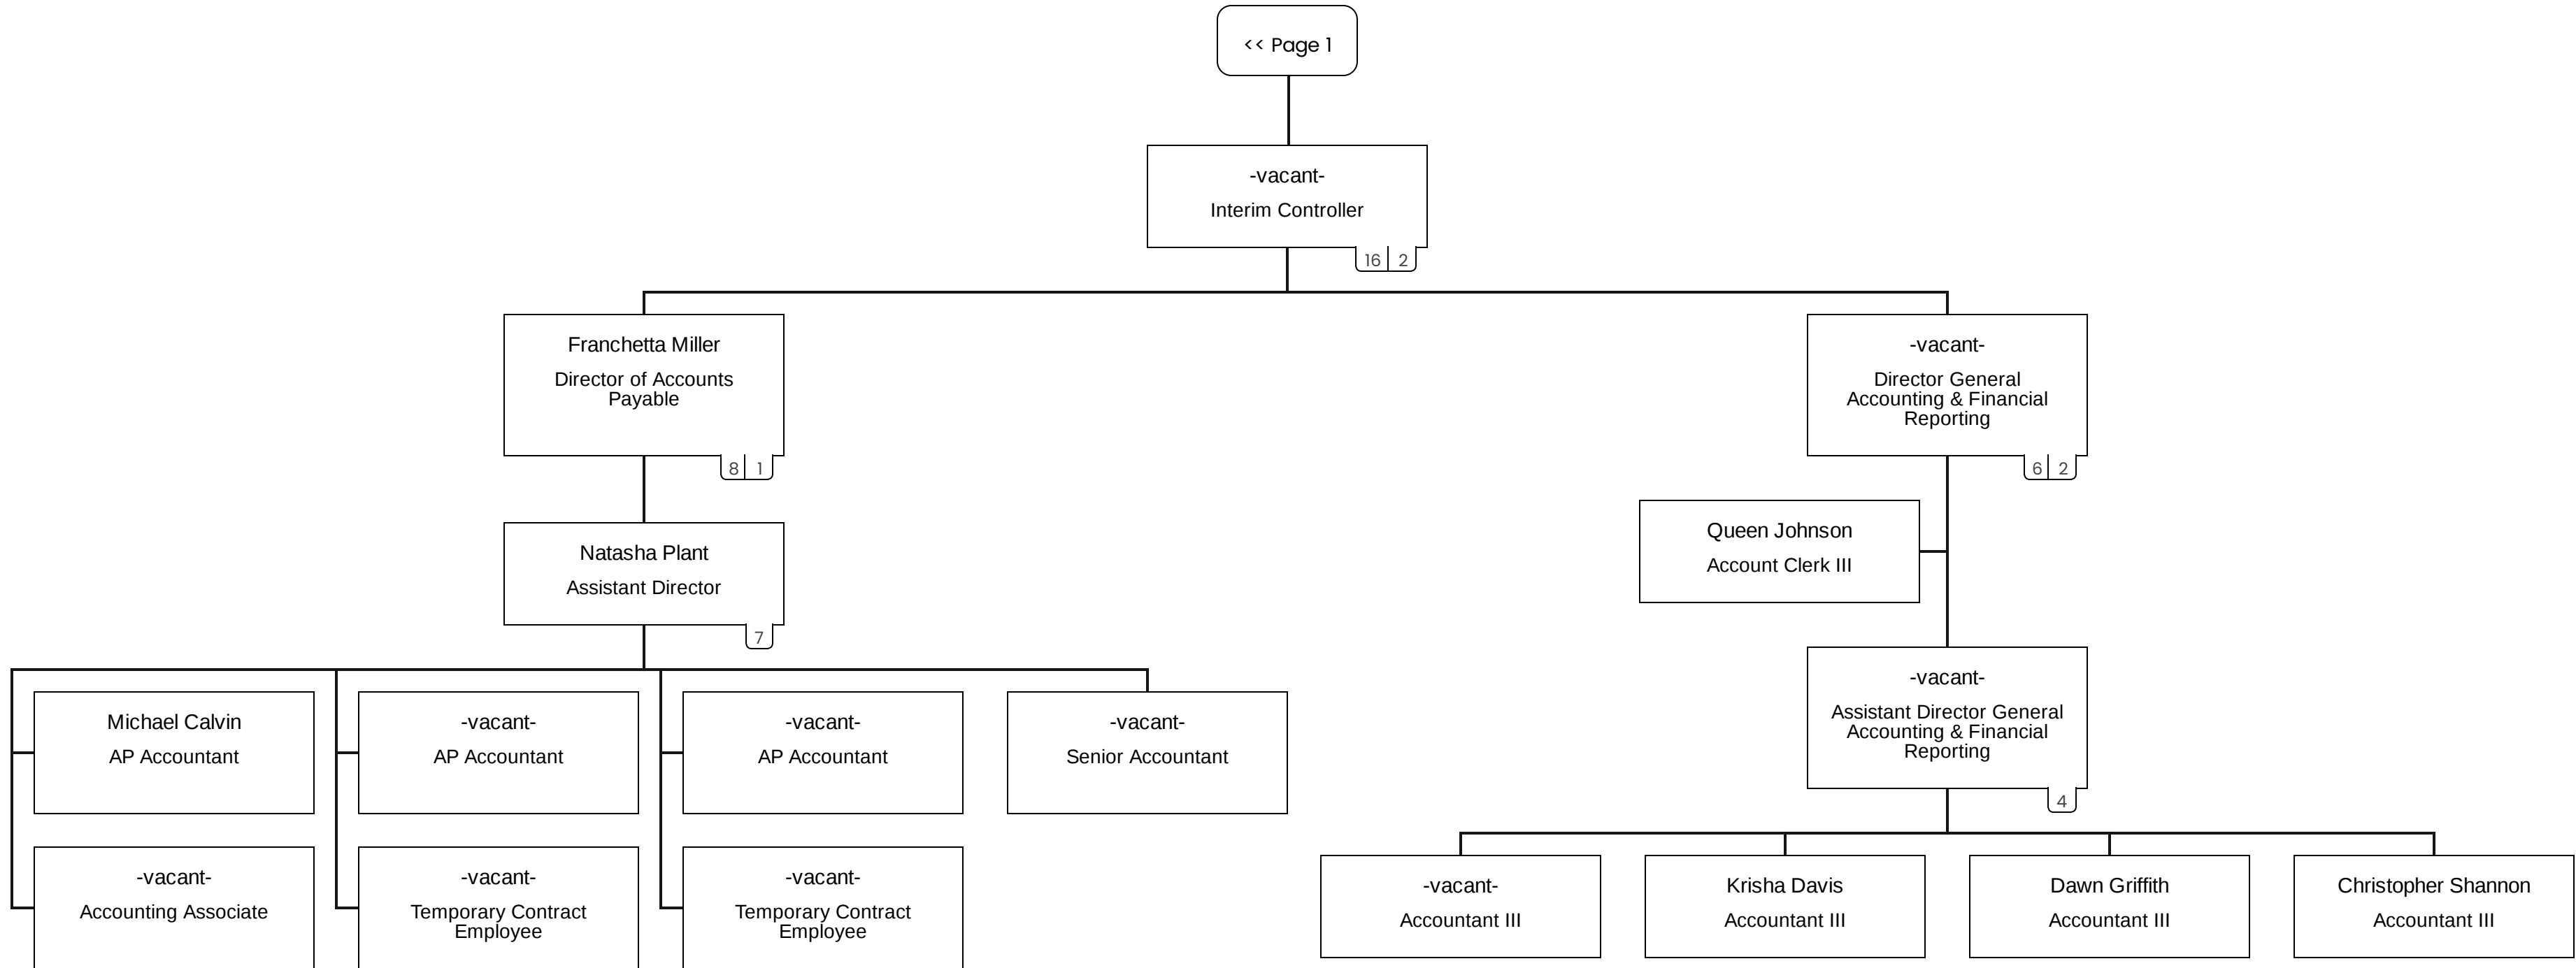 << Page 1
-vacant-
Interim Controller
16 2
Franchetta Miller
Director of Accounts
Payable
8 1
-vacant-
Director General
Accounting & Financial
Reporting
6 2
Queen Johnson
Account Clerk III
Natasha Plant
Assistant Director
7
-vacant-
Assistant Director General
Accounting & Financial
Reporting
4
Michael Calvin
AP Accountant
-vacant-
AP Accountant
-vacant-
AP Accountant
-vacant-
Senior Accountant
-vacant-
Accounting Associate
-vacant-
Temporary Contract
Employee
-vacant-
Temporary Contract
Employee
-vacant-
Accountant III
Krisha Davis
Accountant III
Dawn Griffith
Accountant III
Christopher Shannon
Accountant III